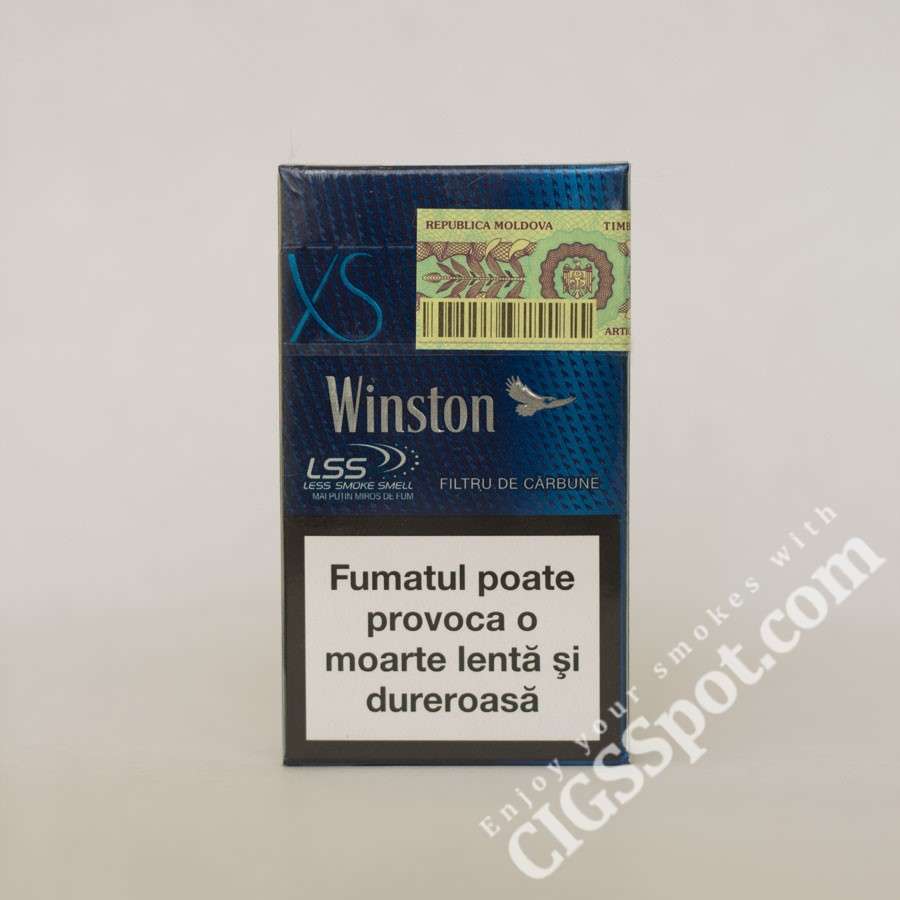 REPUBLICA MOLDOVA TIMB
XS
ARTI
Winston
LSS
LESS SMOKE SMELL
MAI PUTIN MIROS DE FUM
FILTRU DE CĂRBUNE
Fumatul poate
provoca o
moarte lentă şi
dureroasă
Enjoy your smokes with
CIGSSpot.com